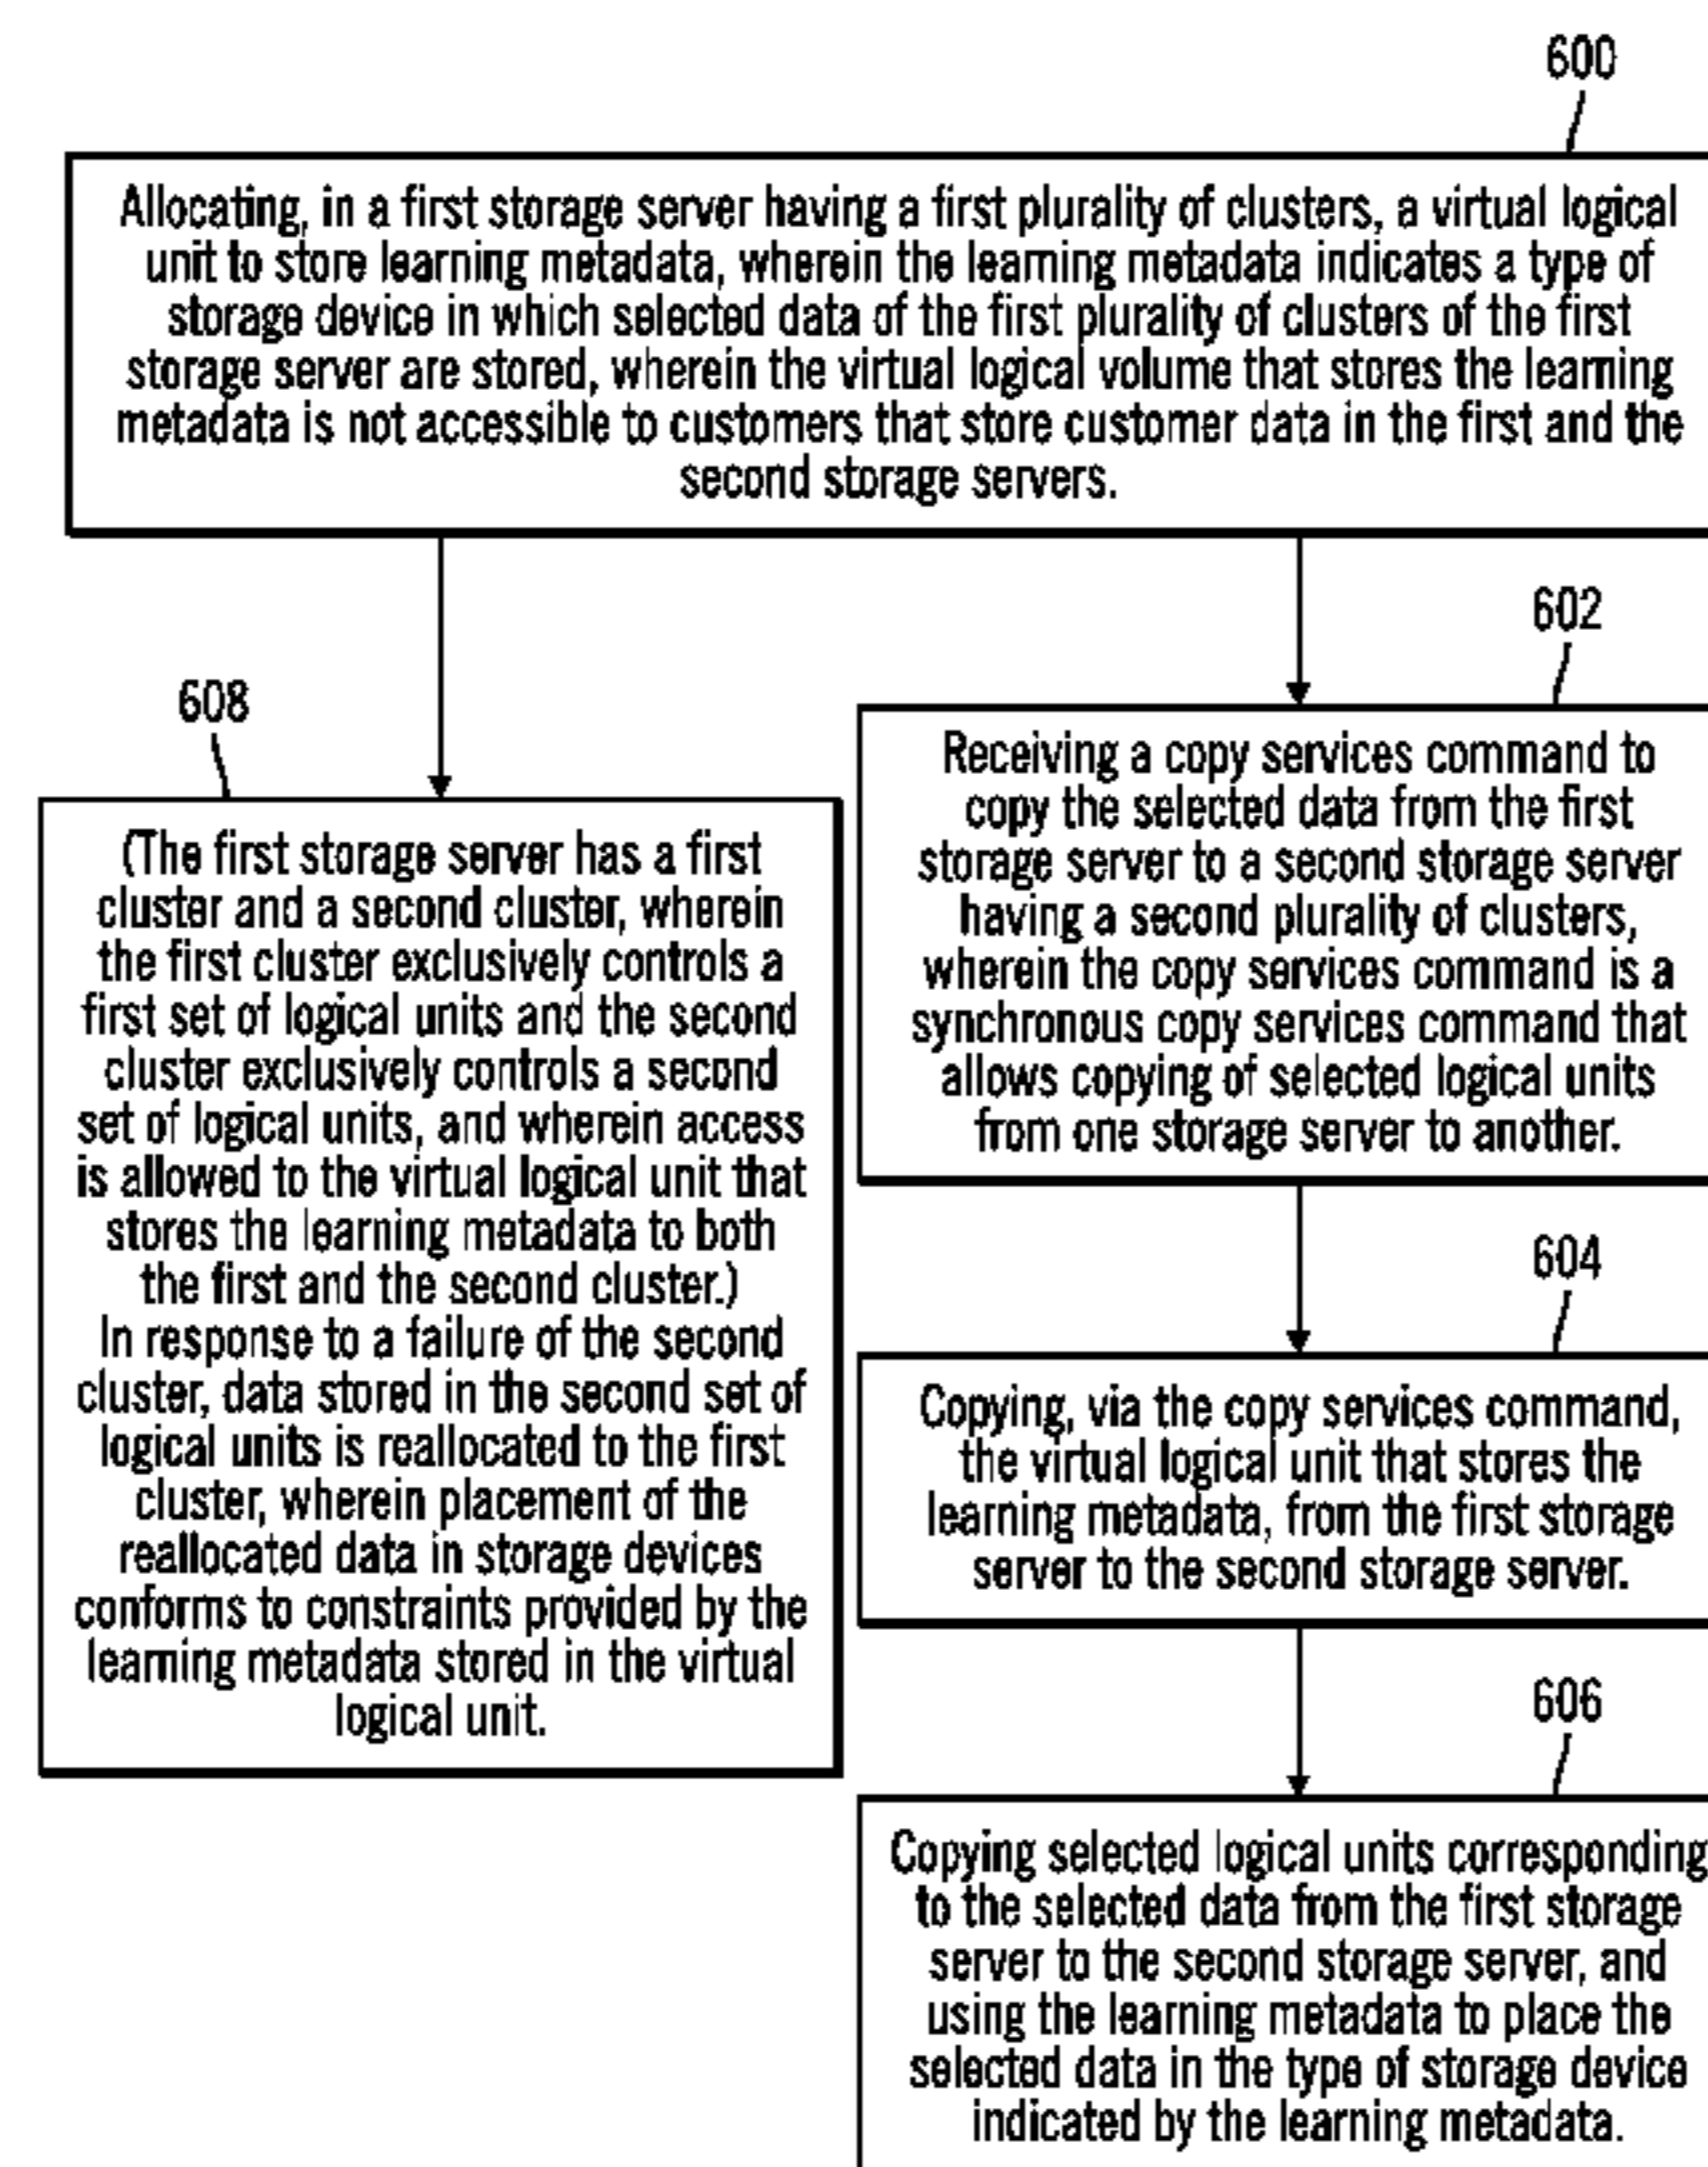 600
Allocating, in a first storage server having a first plurality of clusters, a virtual logical
unit to store learning metadata, wherein the learning metadata indicates a type of
storage device in which selected data of the first plurality of clusters of the first
storage server are stored, wherein the virtual logical volume that stores the learning
metadata is not accessible to customers that store customer data in the first and the
second storage servers.
608
(The first storage server has a first
cluster and a second cluster, wherein
the first cluster exclusively controls a
first set of logical units and the second
cluster exclusively controls a second
set of logical units, and wherein access
is allowed to the virtual logical unit that
stores the learning metadata to both
the first and the second cluster.)
In response to a failure of the second
cluster, data stored in the second set of
logical units is reallocated to the first
cluster, wherein placement of the
reallocated data in storage devices
conforms to constraints provided by the
learning metadata stored in the virtual
logical unit.
602
Receiving a copy services command to
copy the selected data from the first
storage server to a second storage server
having a second plurality of clusters,
wherein the copy services command is a
synchronous copy services command that
allows copying of selected logical units
from one storage server to another.
604
Copying, via the copy services command,
the virtual logical unit that stores the
learning metadata, from the first storage
server to the second storage server.
606
Copying selected logical units corresponding
to the selected data from the first storage
server to the second storage server, and
using the learning metadata to place the
selected data in the type of storage device
indicated by the learning metadata.